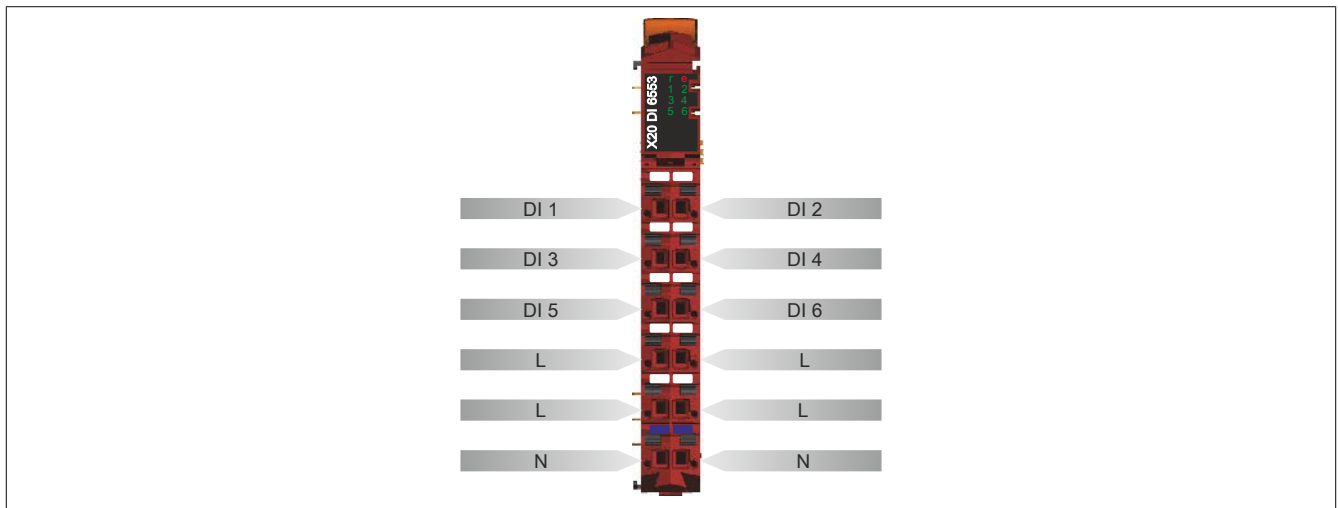 X20 DI 6553
r e
1 2
3 4
5 6
DI 1 DI 2
DI 3 DI 4
DI 5 DI 6
L L
L L
N N